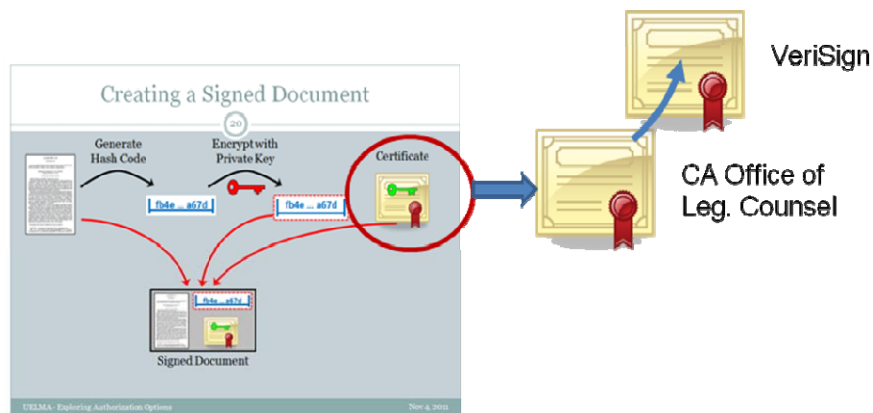 Creating a Signed Document
20
Generate
Hash Code
Encrypt with
Private Key
Certificate
fb4e ... a67d
fb4e ... a67d
fb4e ... a67d
Signed Document
UELMA - Exploring Authorization Options
Nov 4, 2011
VeriSign
CA Office of
Leg. Counsel